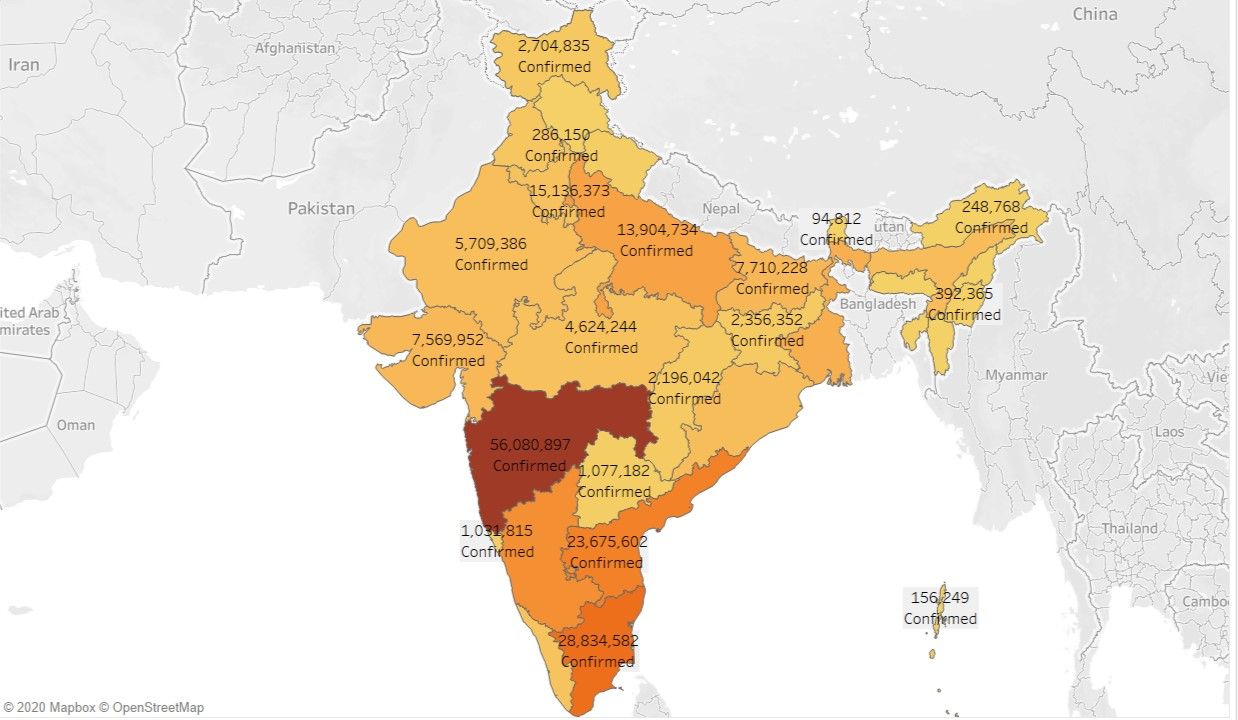 China
2,704,835
Confirmed
Afghanistan
Iran
286,150
Confirmed
15,136,373
Confirmed
Pakistan
Nepal
94,812
Confirmed
utan
248,768
Confirmed
13,904,734
Confirmed
5,709,386
Confirmed
7,710,228
Confirmed
392,365
Confirmed
Bangladesh
ited Arab
mirates
2,356,352
Confirmed
4,624,244
Confirmed
7,569,952
Confirmed
Myanmar
Vie
2,196,042
Confirmed
Oman
Laos
56,080,897
Confirmed
1,077,182
Confirmed
Thailand
1,031,815
Confirmed
23,675,602
Confirmed
156,249
Confirmed
Cambo
28,834,582
Confirmed
© 2020 Mapbox © OpenStreetMap